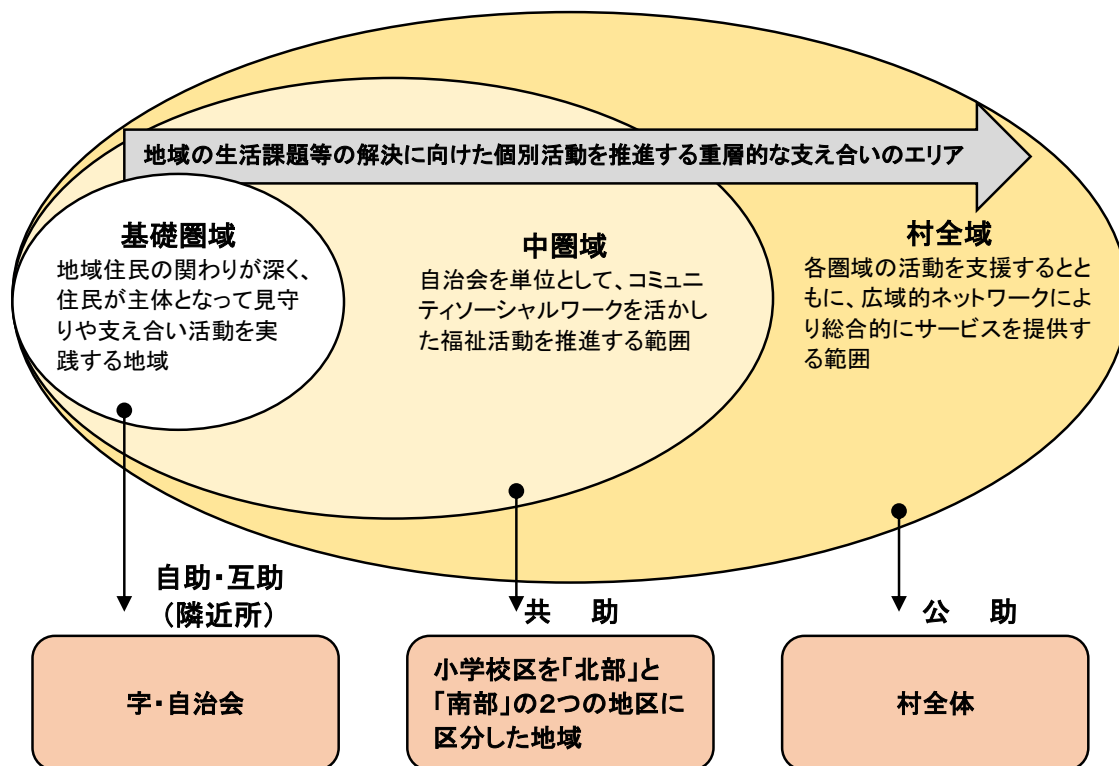 地域の生活課題等の解決に向けた個別活動を推進する重層的な支え合いのエリア
基礎圏域
地域住民の関わりが深く、
住民が主体となって見守
りや支え合い活動を実
践する地域
中圏域
自治会を単位として、コミュニ
ティソーシャルワークを活かし
た福祉活動を推進する範囲
村全域
各圏域の活動を支援するとと
もに、広域的ネットワークによ
り総合的にサービスを提供す
る範囲
自助・互助
(隣近所)
共 助
公 助
字・自治会
小学校区を「北部」と
「南部」の2つの地区に
区分した地域
村全体